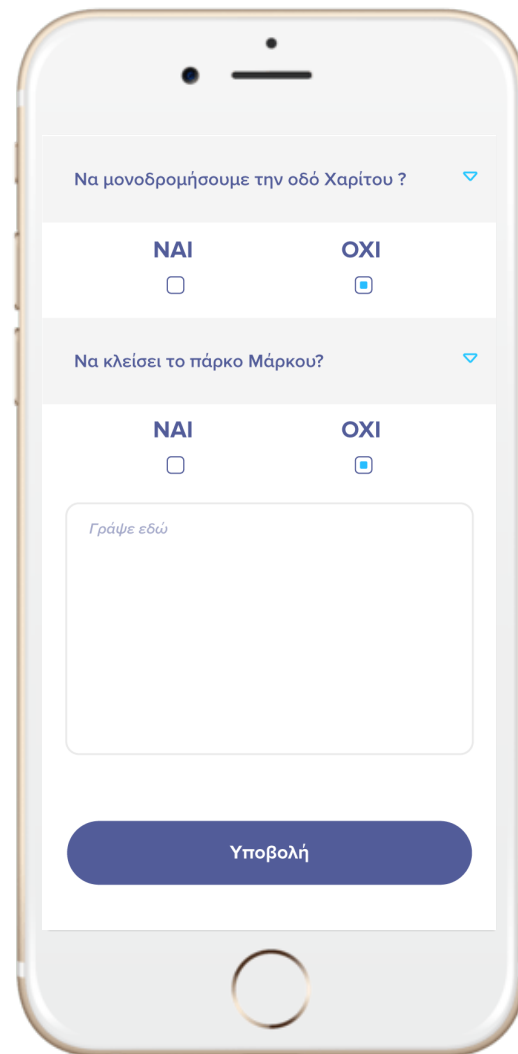 Να μονοδρομήσουμε την οδό Χαρίτου ?
ΝΑΙ ΟΧΙ
Να κλείσει το πάρκο Μάρκου?
ΝΑΙ ΟΧΙ
Γράψε εδώ
Υποβολή